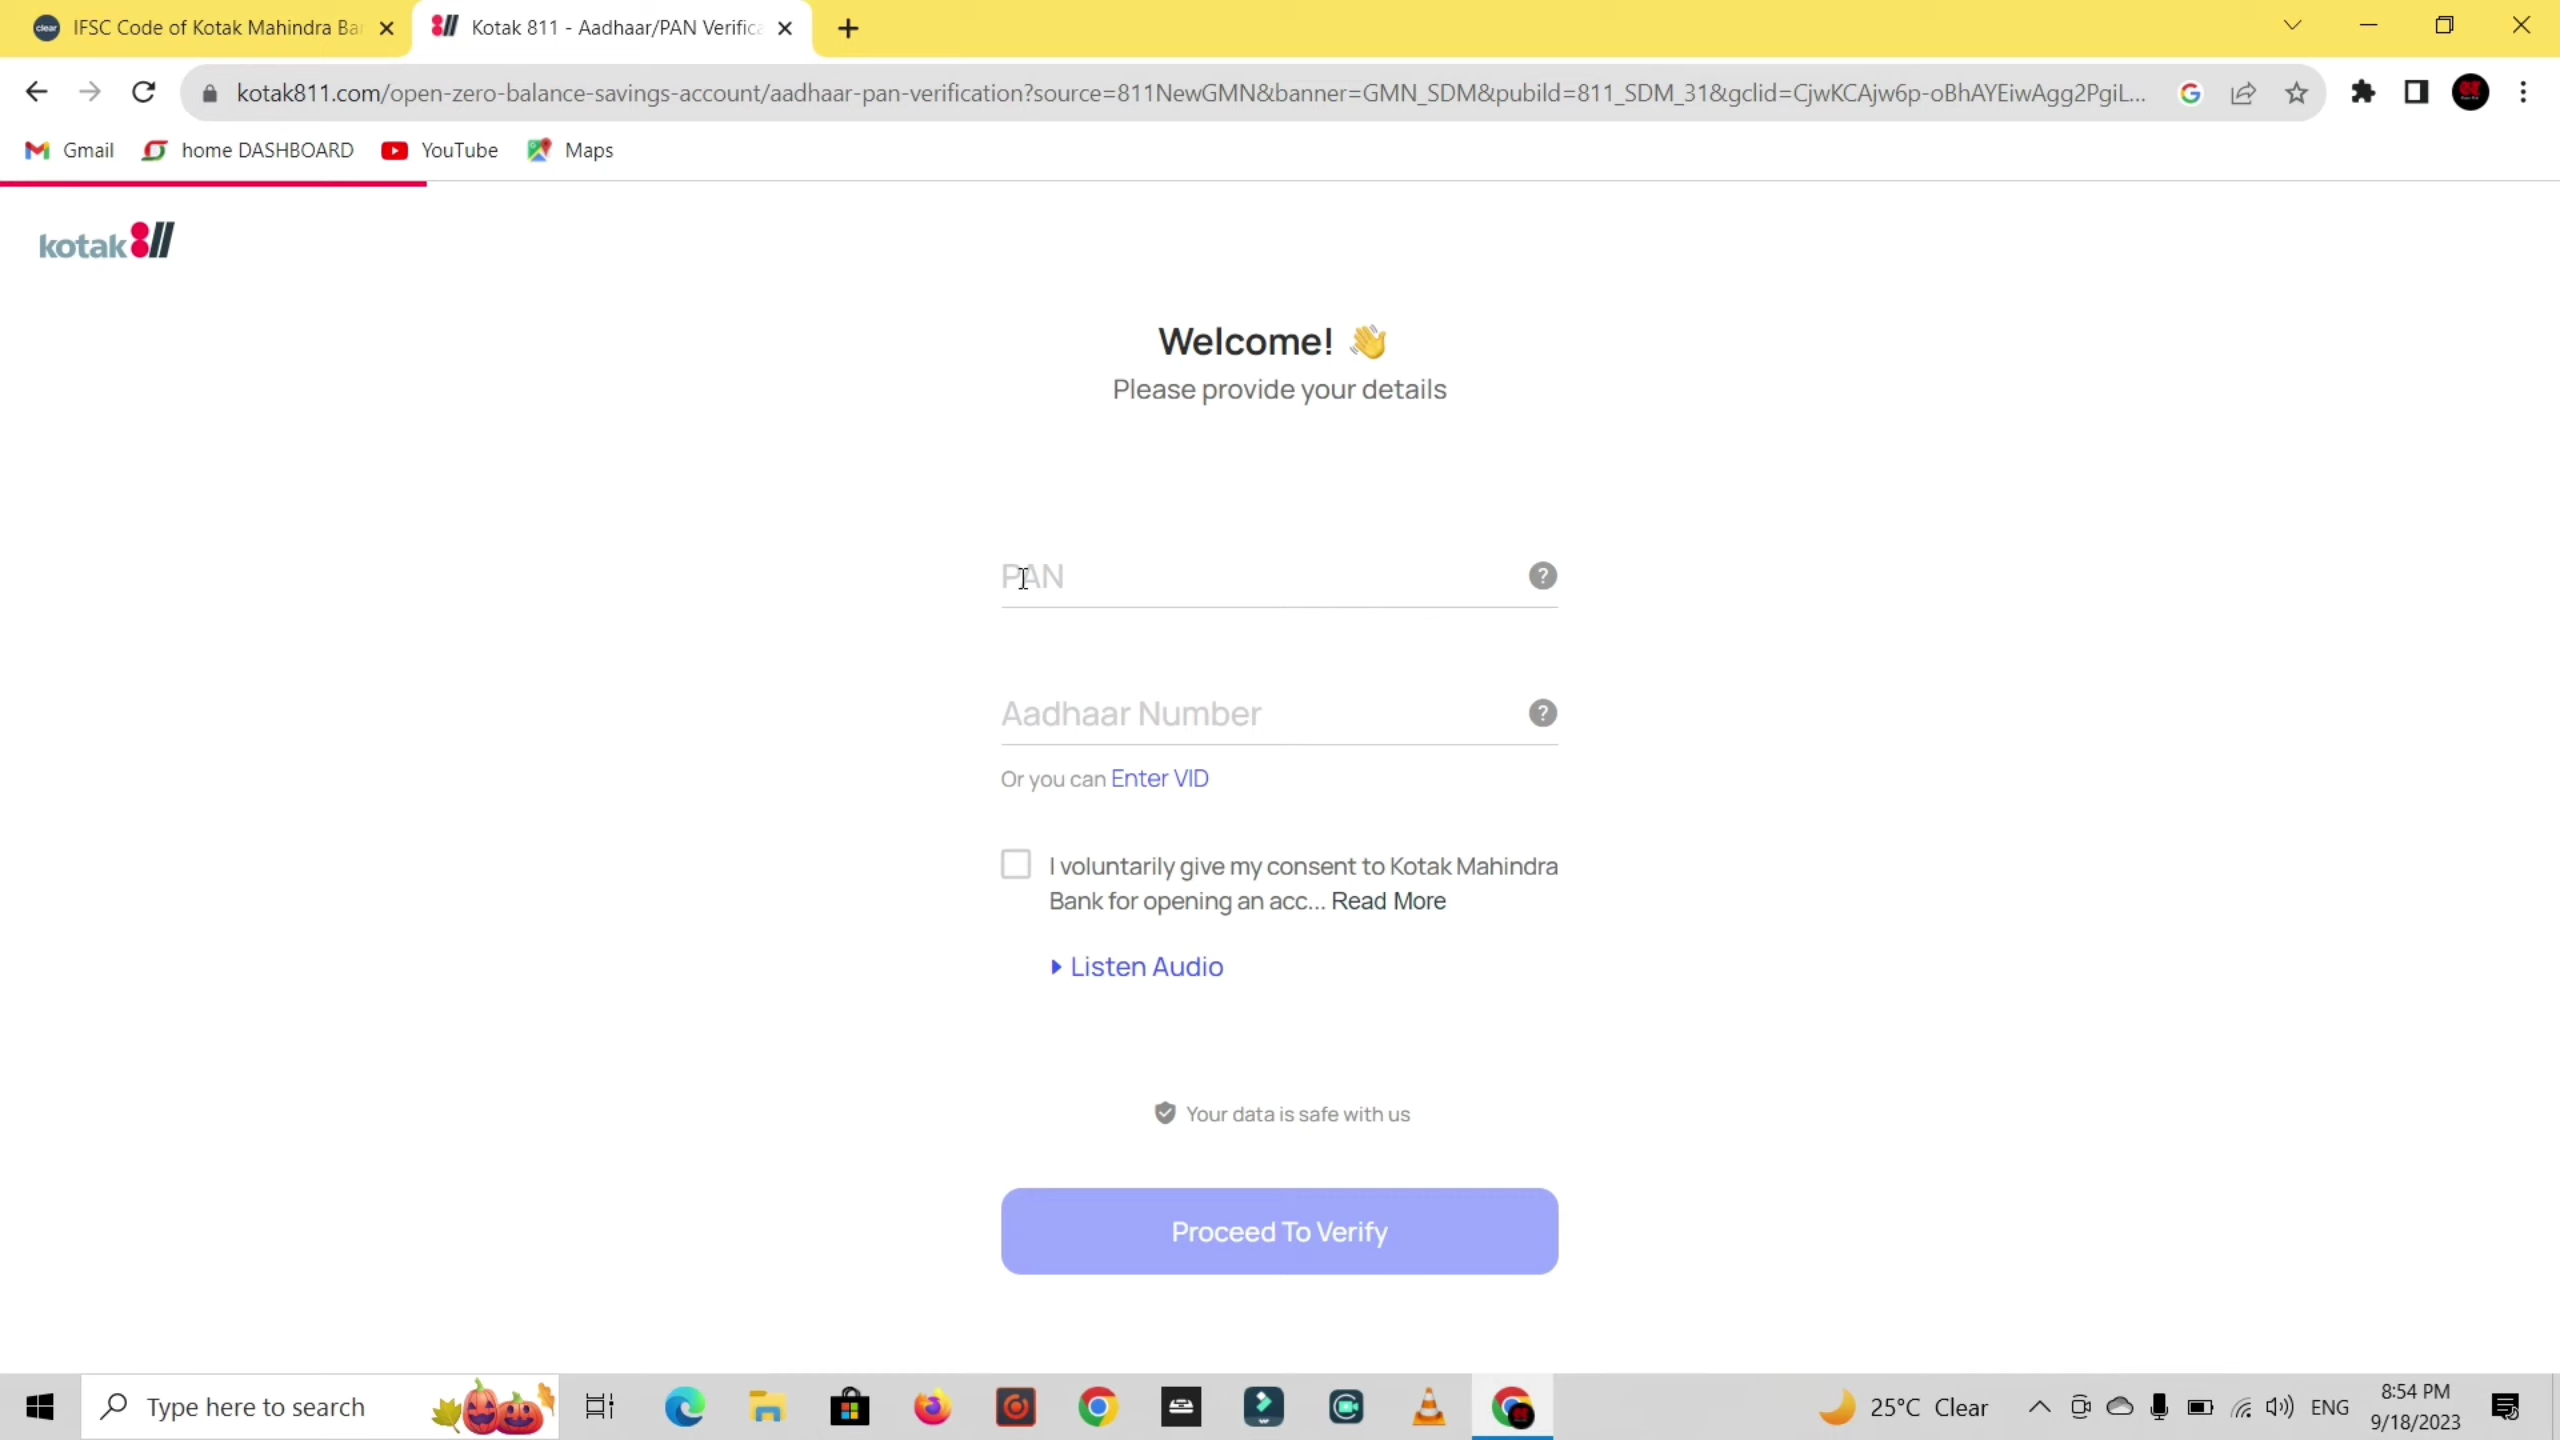 IFSC Code of Kotak Mahindra Ba
Kotak 811 - Aadhaar/PAN Verific
kotak811.com/open-zero-balance-savings-account/aadhaar-pan-verification?source=811NewGMN&banner=GMN_SDM&pubild=811_SDM_31&gclid=CjwKCAjw6p-oBhAYEiwAgg2PgiL...
Gmail
home DASHBOARD
YouTube
Maps
kotak811
Welcome! 👋
Please provide your details
PAN
Aadhaar Number
Or you can Enter VID
I voluntarily give my consent to Kotak Mahindra
Bank for opening an acc... Read More
Listen Audio
Your data is safe with us
Proceed To Verify
Type here to search
25°C Clear
ENG
8:54 PM
9/18/2023